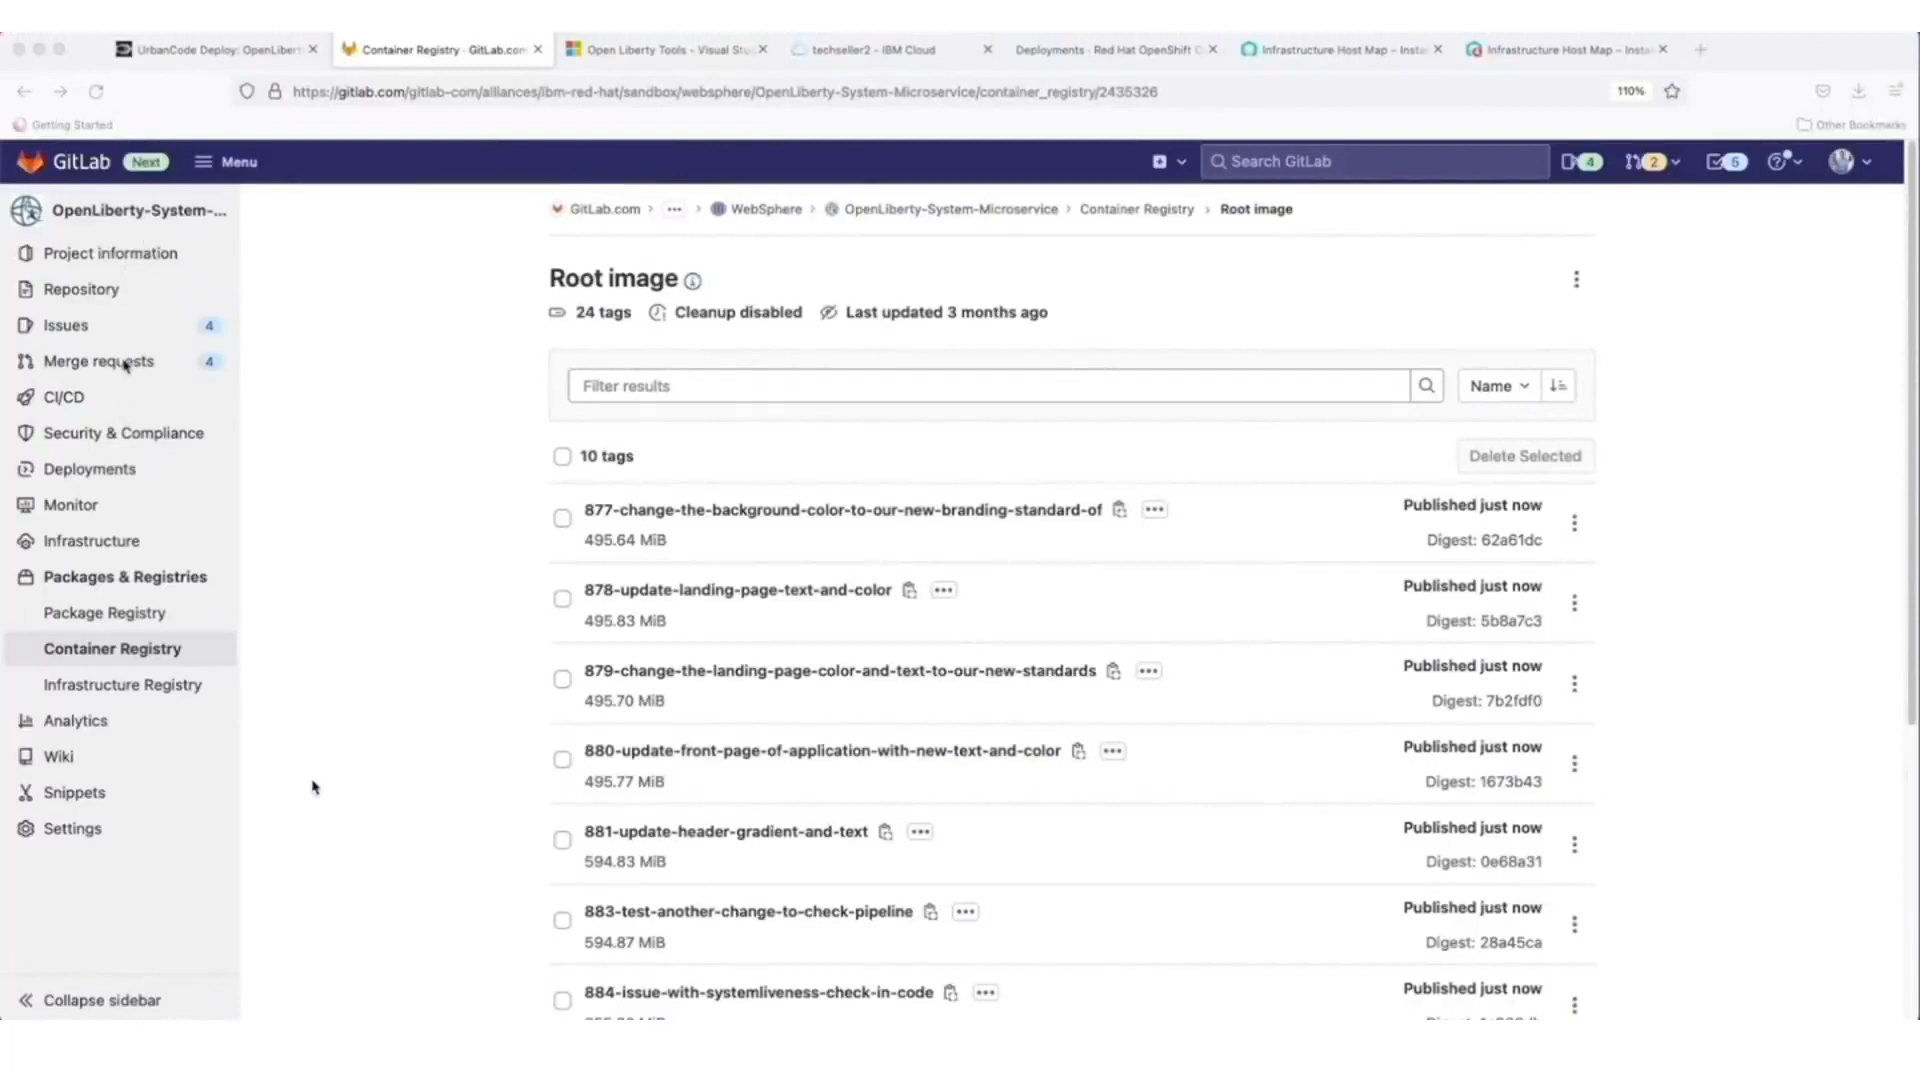 UrbanCode Deploy: OpenLibert
Container Registry · GitLab.com
Open Liberty Tools - Visual Stu
techseller2 - IBM Cloud
Deployments · Red Hat OpenShift
Infrastructure Host Map – Insta
Infrastructure Host Map – Insta
https://gitlab.com/gitlab-com/alliances/ibm-red-hat/sandbox/websphere/OpenLiberty-System-Microservice/container_registry/2435326
110%
Getting Started
Other Bookmarks
GitLab
Next
Menu
Search GitLab
4
2
5
OpenLiberty-System-...
Project information
Repository
Issues 4
Merge requests 4
CI/CD
Security & Compliance
Deployments
Monitor
Infrastructure
Packages & Registries
Package Registry
Container Registry
Infrastructure Registry
Analytics
Wiki
Snippets
Settings
Collapse sidebar
GitLab.com > ... > WebSphere > OpenLiberty-System-Microservice > Container Registry > Root image
Root image
24 tags Cleanup disabled Last updated 3 months ago
Filter results
Name
10 tags
Delete Selected
877-change-the-background-color-to-our-new-branding-standard-of
Published just now
495.64 MiB
Digest: 62a61dc
878-update-landing-page-text-and-color
Published just now
495.83 MiB
Digest: 5b8a7c3
879-change-the-landing-page-color-and-text-to-our-new-standards
Published just now
495.70 MiB
Digest: 7b2fdf0
880-update-front-page-of-application-with-new-text-and-color
Published just now
495.77 MiB
Digest: 1673b43
881-update-header-gradient-and-text
Published just now
594.83 MiB
Digest: 0e68a31
883-test-another-change-to-check-pipeline
Published just now
594.87 MiB
Digest: 28a45ca
884-issue-with-systemliveness-check-in-code
Published just now